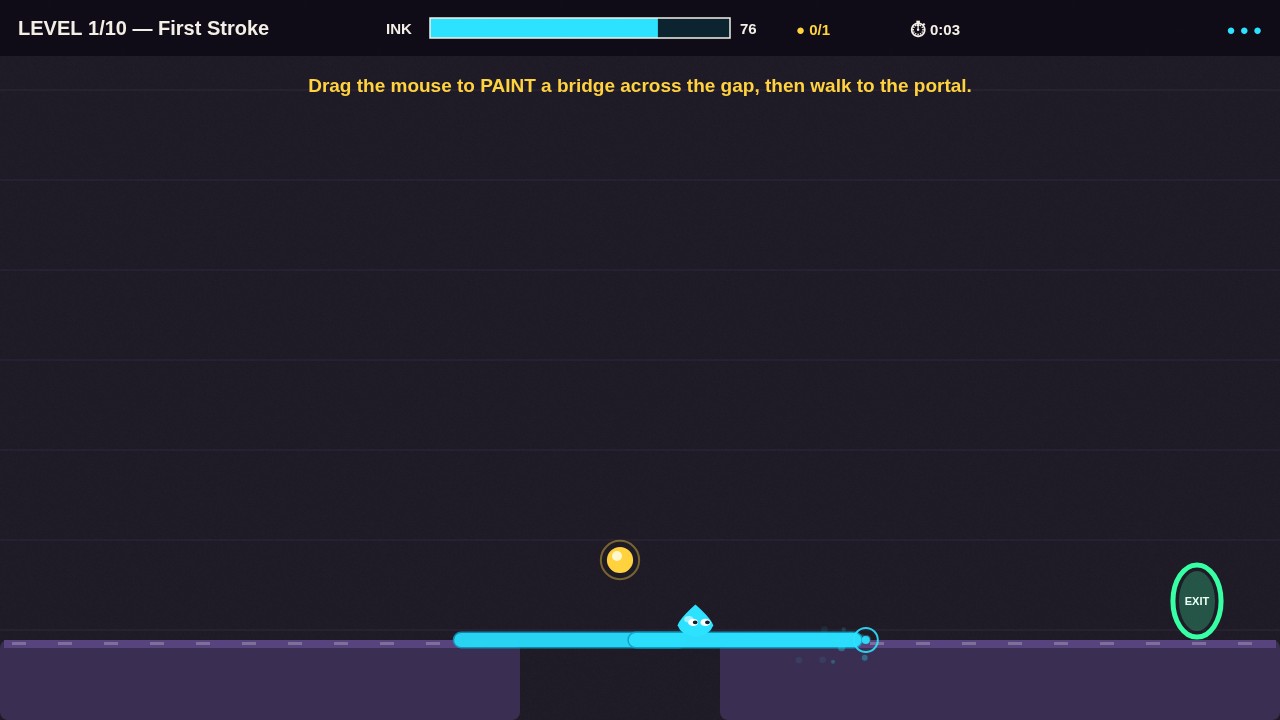 LEVEL 1/10 — First Stroke
INK
76
● 0/1
⏱ 0:03
Drag the mouse to PAINT a bridge across the gap, then walk to the portal.
EXIT